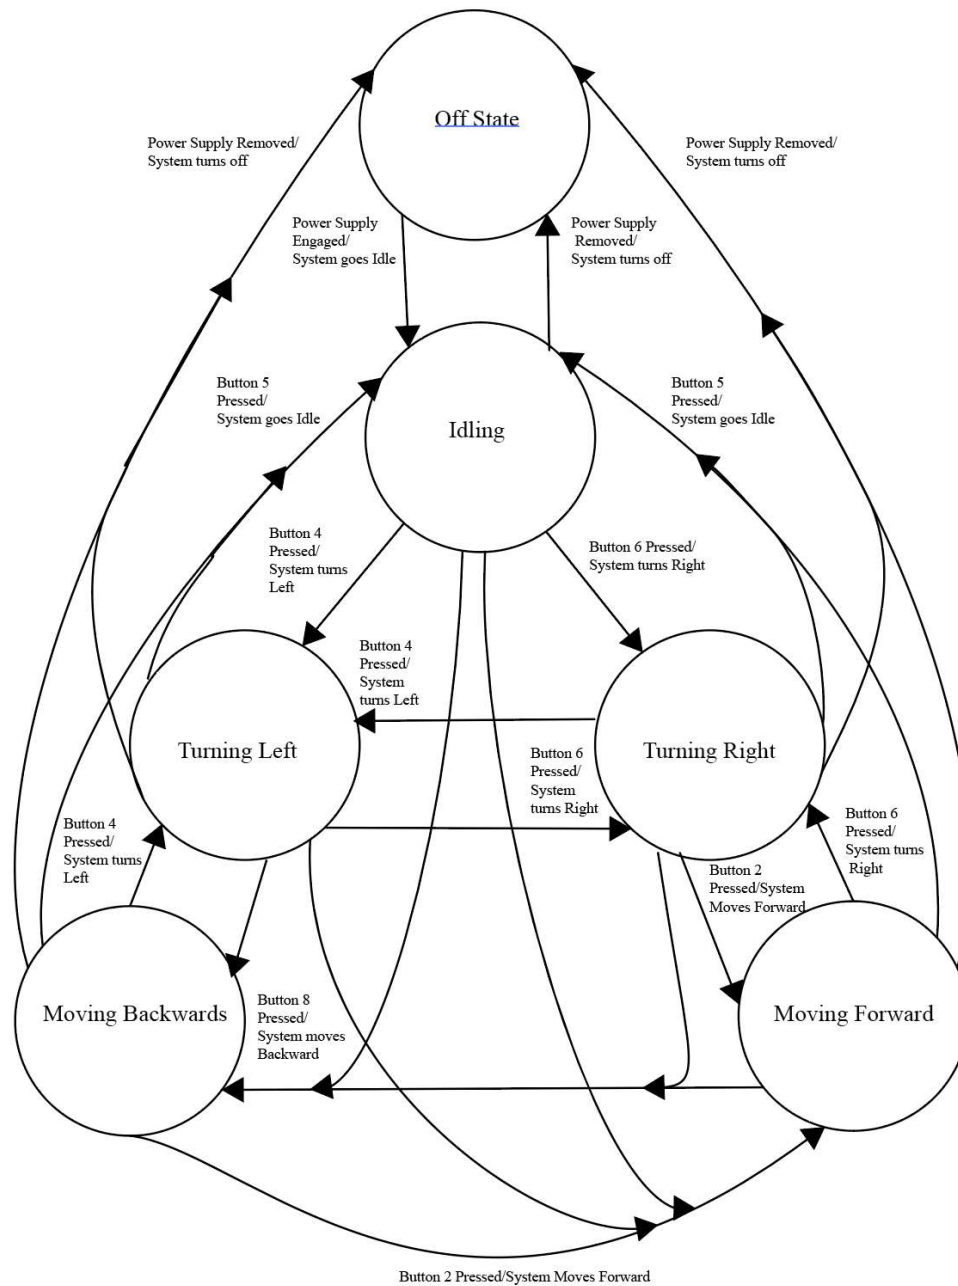 Off State
Power Supply Removed/
System turns off
Power Supply Removed/
System turns off
Power Supply
Engaged/
System goes Idle
Power Supply
Removed/
System turns off
Button 5
Pressed/
System goes Idle
Button 5
Pressed/
System goes Idle
Idling
Button 4
Pressed/
System turns
Left
Button 6 Pressed/
System turns Right
Button 4
Pressed/
System
turns Left
Turning Left
Turning Right
Button 6
Pressed/
System
turns Right
Button 4
Pressed/
System turns
Left
Button 6
Pressed/
System turns
Right
Button 2
Pressed/System
Moves Forward
Moving Backwards
Button 8
Pressed/
System moves
Backward
Moving Forward
Button 2 Pressed/System Moves Forward